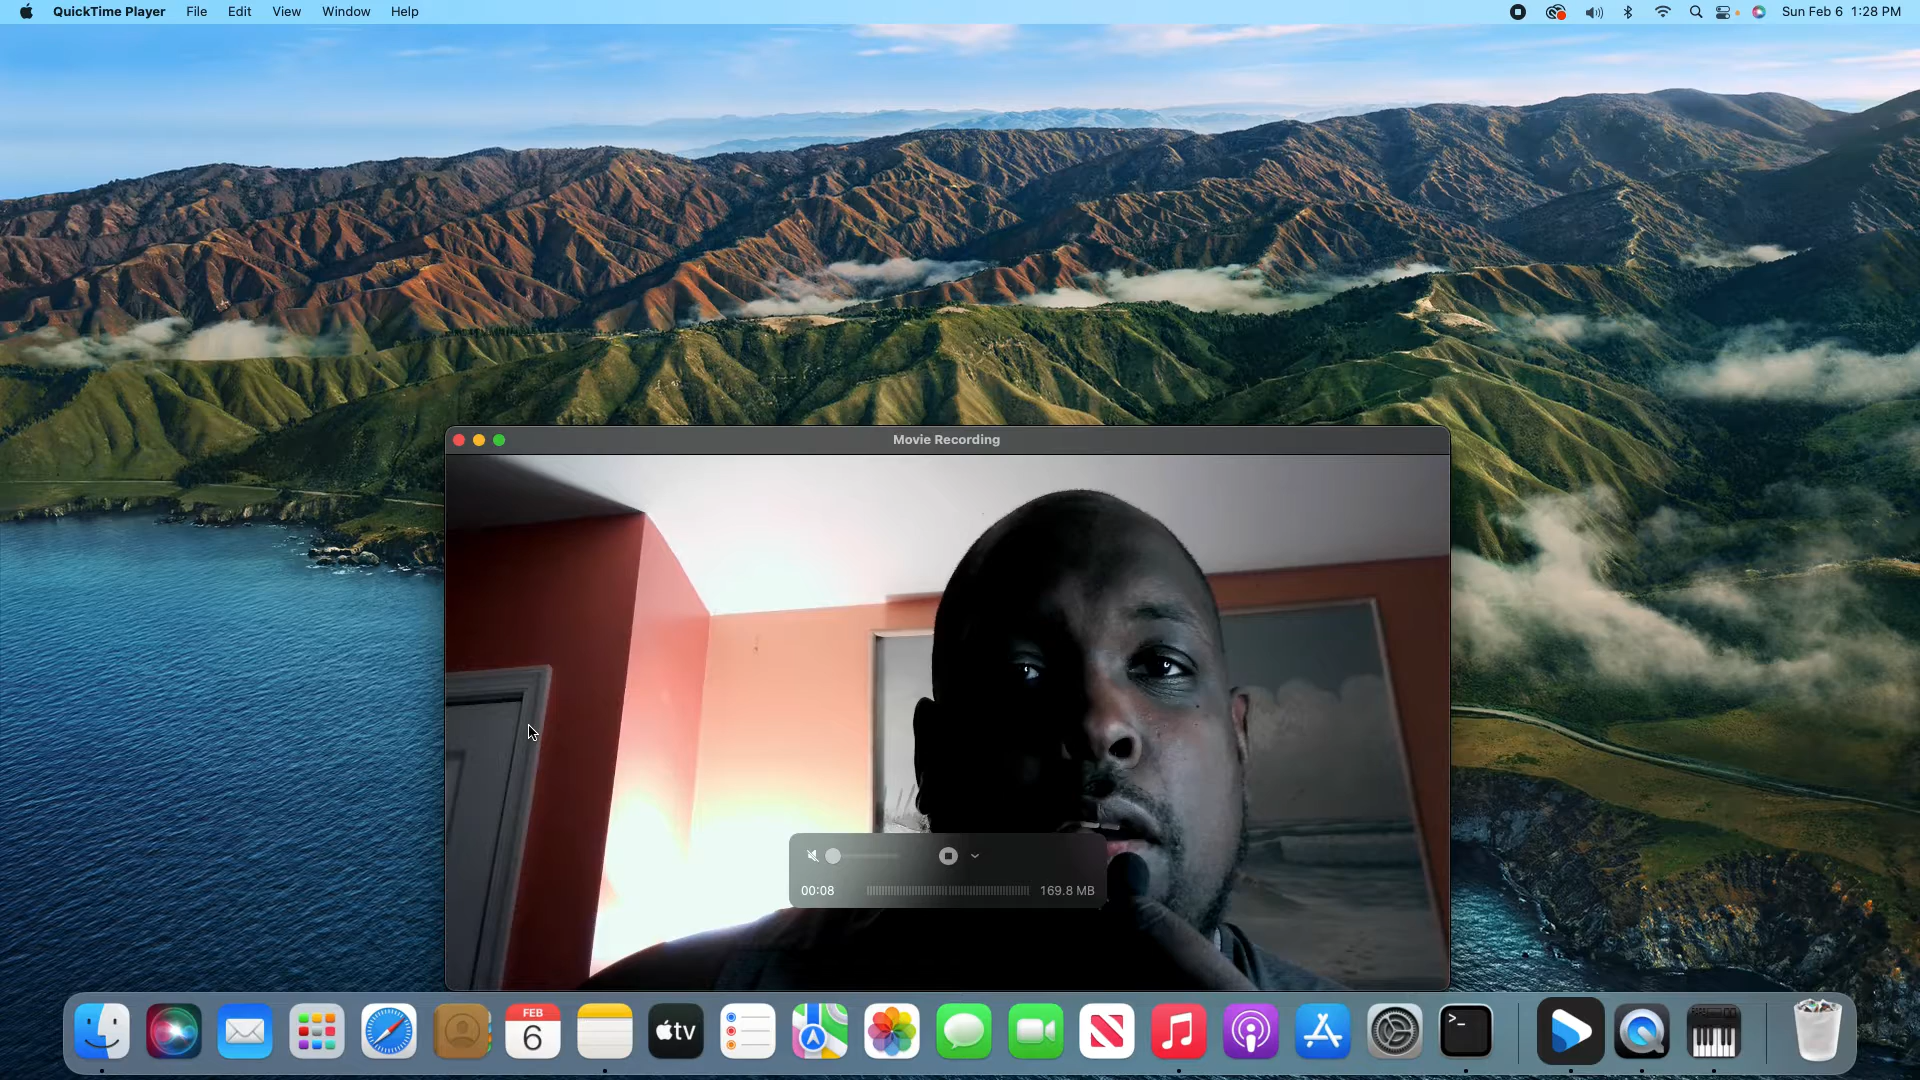 QuickTime Player File Edit View Window Help
Sun Feb 6 1:28 PM
Movie Recording
00:08 169.8 MB
FEB
6
tv
>_